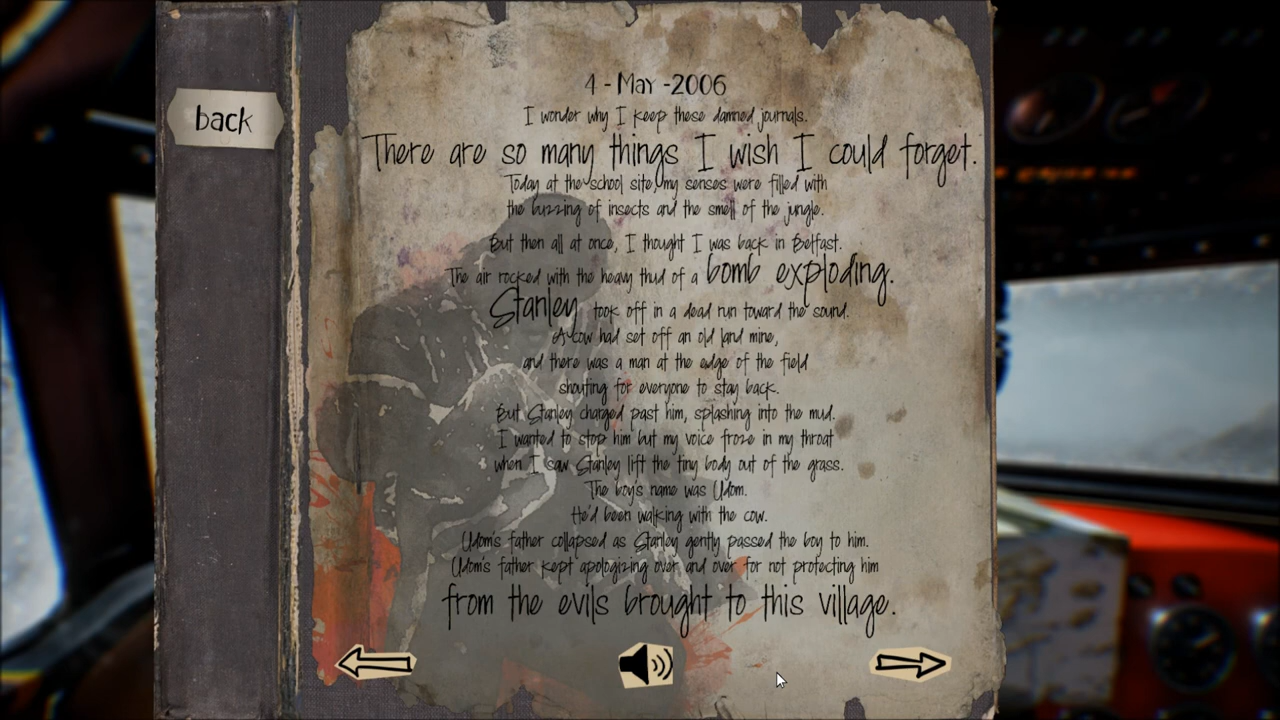 back
4 - May -2006
I wonder why I keep these damned journals.
There are so many things I wish I could forget.
Today at the school site, my senses were filled with
the buzzing of insects and the smell of the jungle.
But then all at once, I thought I was back in Belfast.
The air rocked with the heavy thud of a bomb exploding.
Stanley took off in a dead run toward the sound.
A cow had set off an old land mine,
and there was a man at the edge of the field
shouting for everyone to stay back.
But Stanley charged past him, splashing into the mud.
I wanted to stop him but my voice froze in my throat
when I saw Stanley lift the tiny body out of the grass.
The boy's name was Udom.
He'd been walking with the cow.
Udom's father collapsed as Stanley gently passed the boy to him.
Udom's father kept apologizing over and over for not protecting him
from the evils brought to this village.